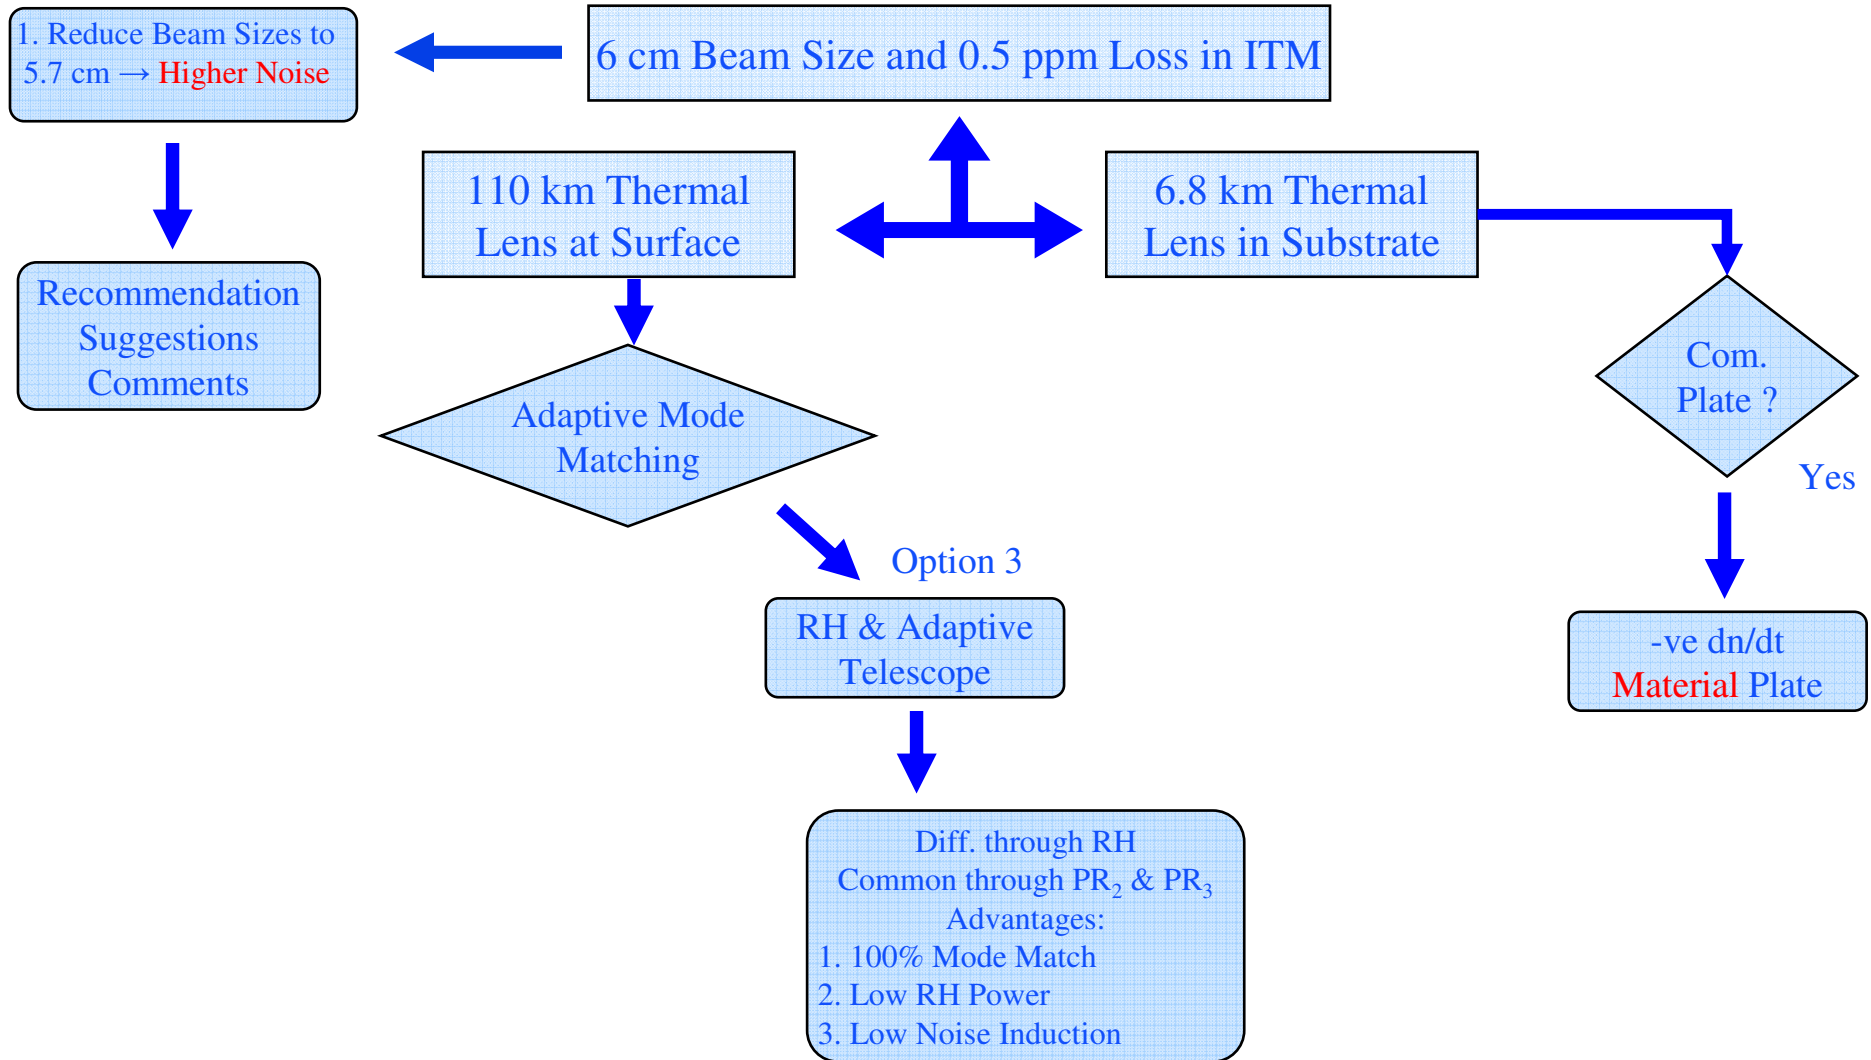 1. Reduce Beam Sizes to
5.7 cm → Higher Noise
6 cm Beam Size and 0.5 ppm Loss in ITM
110 km Thermal
Lens at Surface
6.8 km Thermal
Lens in Substrate
Recommendation
Suggestions
Comments
Com.
Plate ?
Adaptive Mode
Matching
Yes
Option 3
RH & Adaptive
Telescope
-ve dn/dt
Material Plate
Diff. through RH
Common through PR₂ & PR₃
Advantages:
1. 100% Mode Match
2. Low RH Power
3. Low Noise Induction